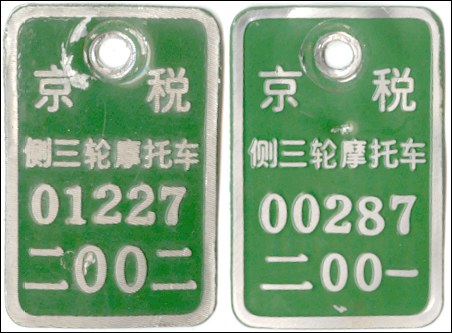 京 税
侧三轮摩托车
01227
二00二
京 税
侧三轮摩托车
00287
二00一